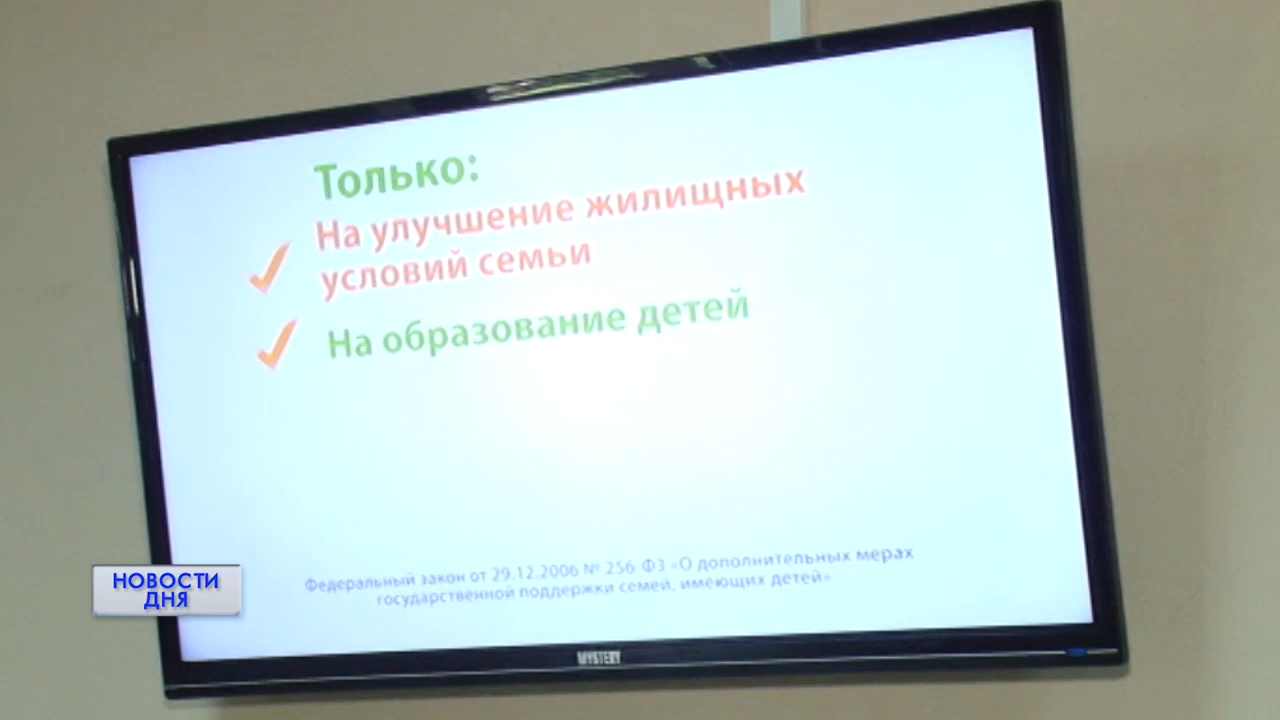 Только:
На улучшение жилищных
условий семьи
На образование детей
Федеральный закон от 29.12.2006 № 256-ФЗ «О дополнительных мерах
государственной поддержки семей, имеющих детей»
НОВОСТИ
ДНЯ
MYSTERY